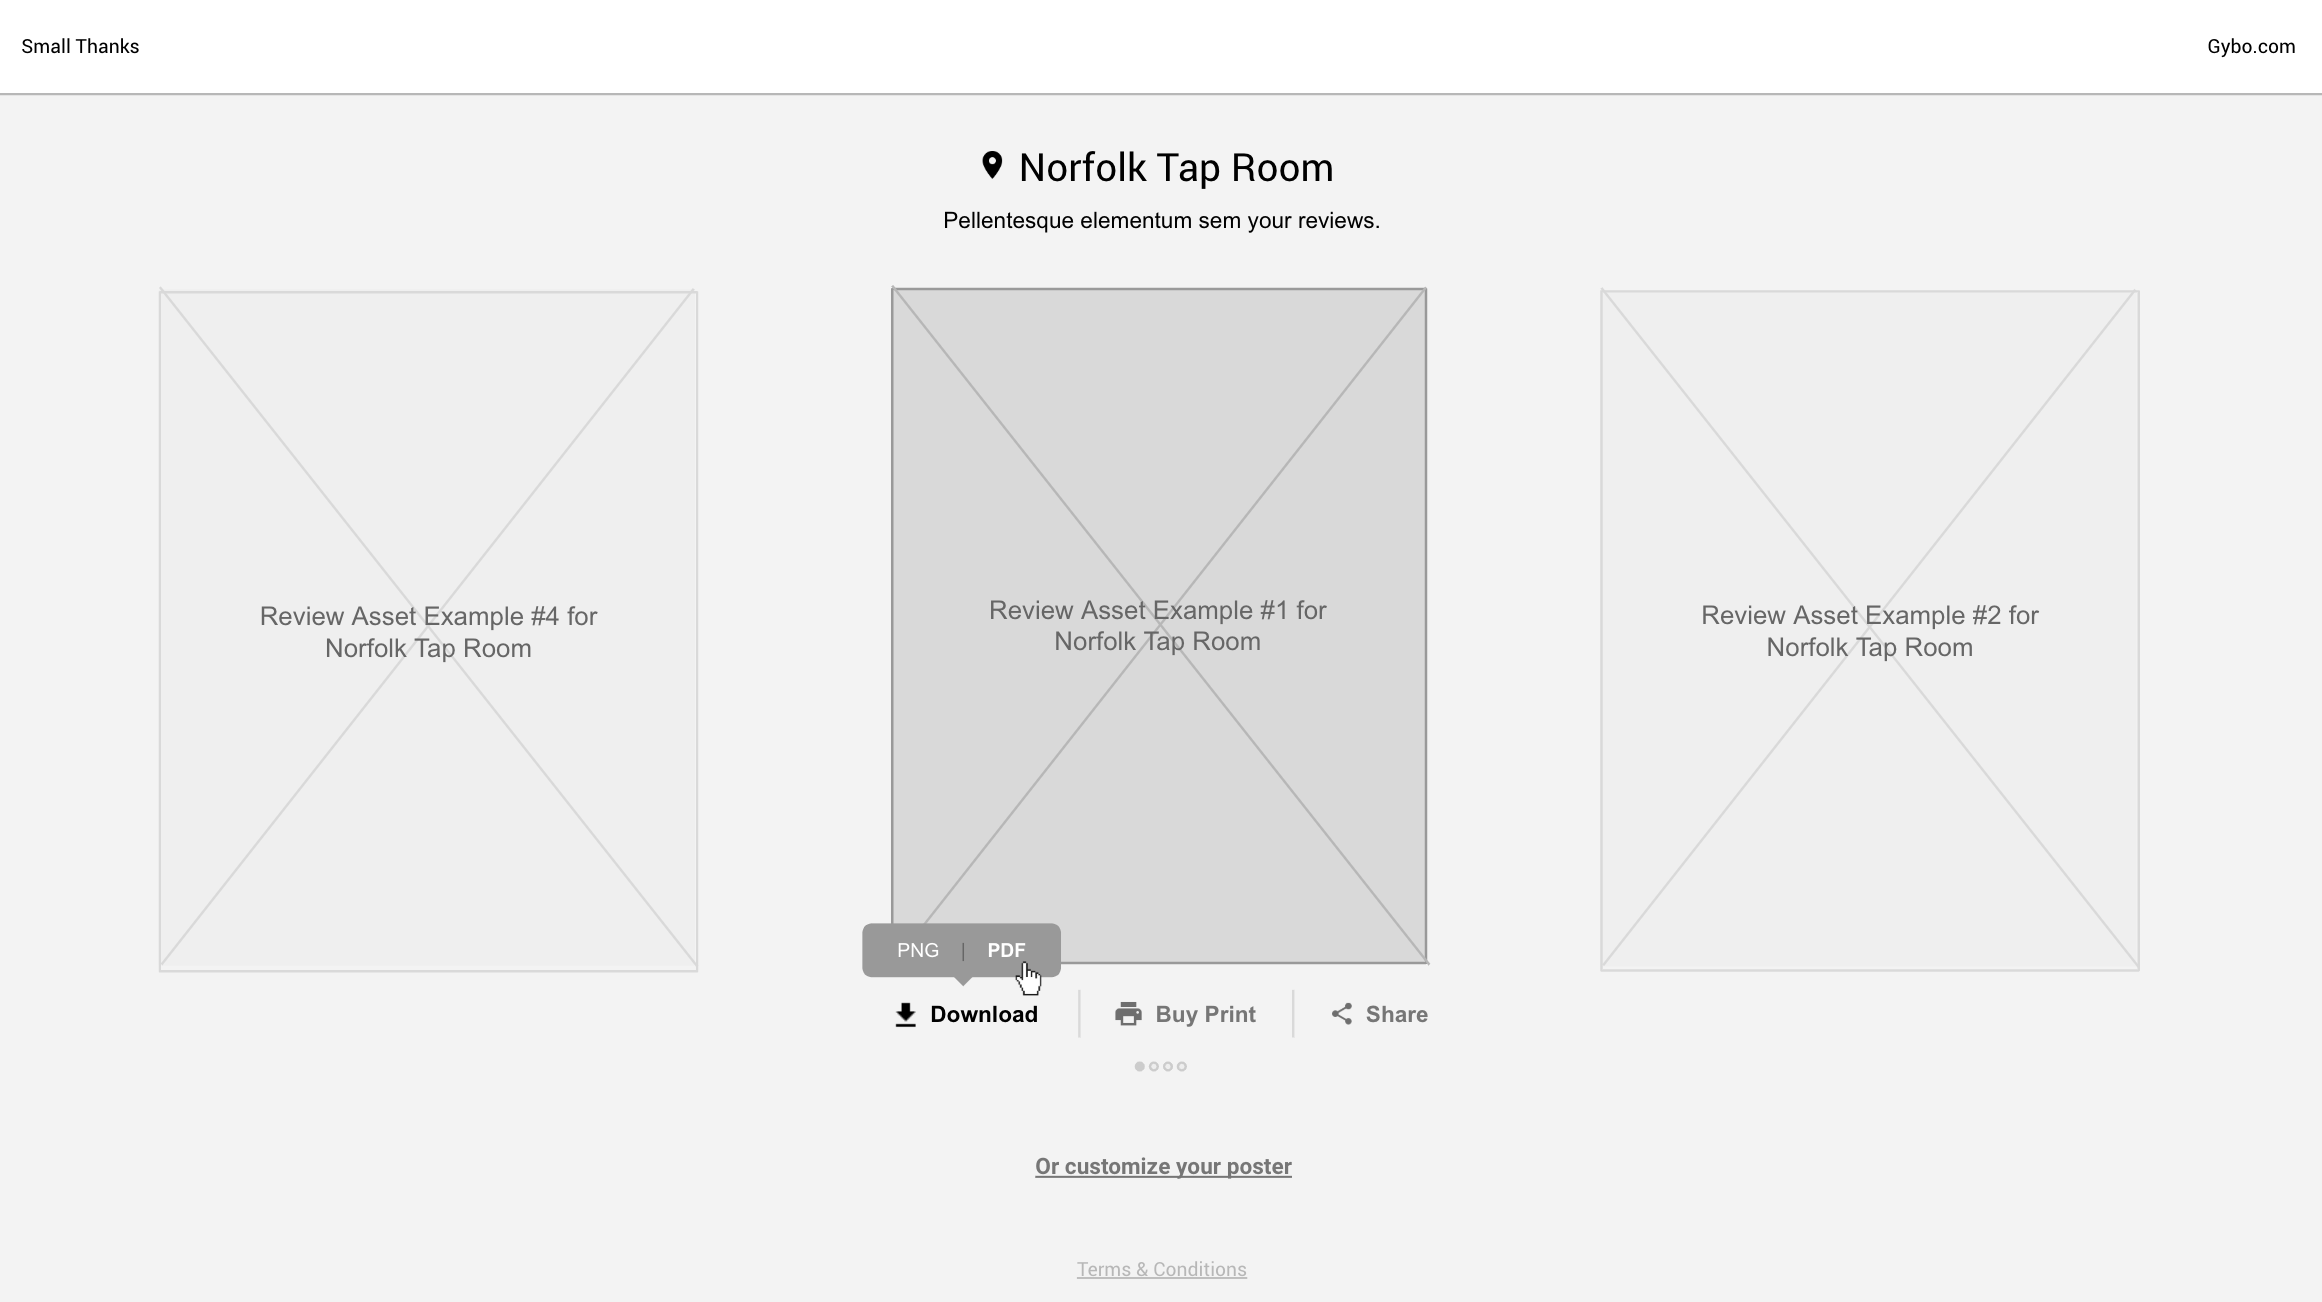 Small Thanks
Gybo.com
Norfolk Tap Room
Pellentesque elementum sem your reviews.
Review Asset Example #4 for
Norfolk Tap Room
Review Asset Example #1 for
Norfolk Tap Room
Review Asset Example #2 for
Norfolk Tap Room
PNG | PDF
Download
Buy Print
Share
Or customize your poster
Terms & Conditions